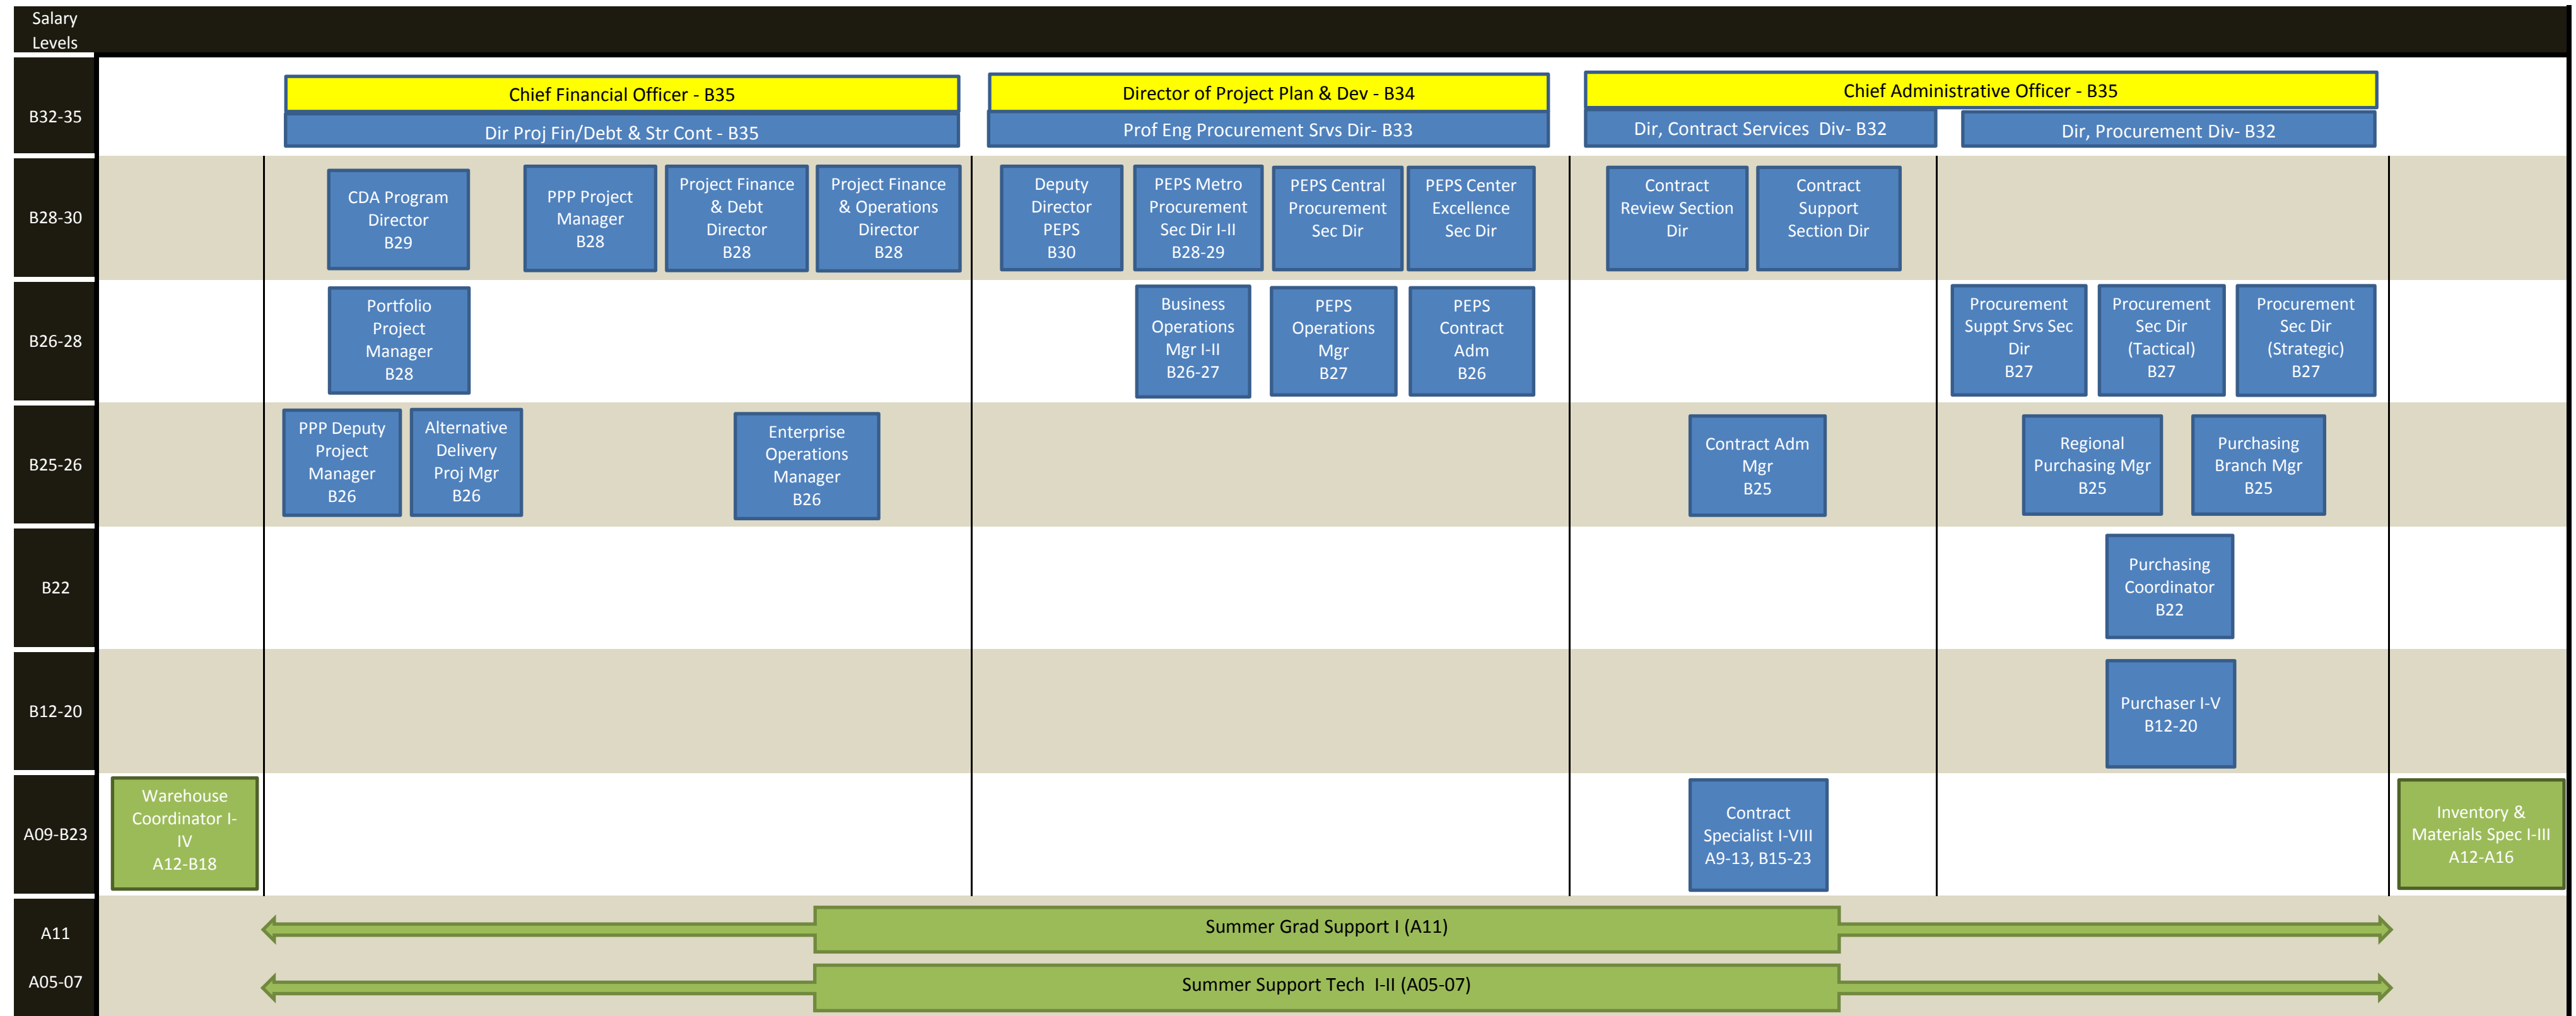 Salary
Levels
B32-35
Chief Financial Officer - B35
Dir Proj Fin/Debt & Str Cont - B35
Director of Project Plan & Dev - B34
Prof Eng Procurement Srvs Dir- B33
Chief Administrative Officer - B35
Dir, Contract Services Div- B32
Dir, Procurement Div- B32
B28-30
CDA Program
Director
B29
PPP Project
Manager
B28
Project Finance
& Debt
Director
B28
Project Finance
& Operations
Director
B28
Deputy
Director
PEPS
B30
PEPS Metro
Procurement
Sec Dir I-II
B28-29
PEPS Central
Procurement
Sec Dir
PEPS Center
Excellence
Sec Dir
Contract
Review Section
Dir
Contract
Support
Section Dir
B26-28
Portfolio
Project
Manager
B28
Business
Operations
Mgr I-II
B26-27
PEPS
Operations
Mgr
B27
PEPS
Contract
Adm
B26
Procurement
Suppt Srvs Sec
Dir
B27
Procurement
Sec Dir
(Tactical)
B27
Procurement
Sec Dir
(Strategic)
B27
B25-26
PPP Deputy
Project
Manager
B26
Alternative
Delivery
Proj Mgr
B26
Enterprise
Operations
Manager
B26
Contract Adm
Mgr
B25
Regional
Purchasing Mgr
B25
Purchasing
Branch Mgr
B25
B22
Purchasing
Coordinator
B22
B12-20
Purchaser I-V
B12-20
A09-B23
Warehouse
Coordinator I-
IV
A12-B18
Contract
Specialist I-VIII
A9-13, B15-23
Inventory &
Materials Spec I-III
A12-A16
A11
Summer Grad Support I (A11)
A05-07
Summer Support Tech I-II (A05-07)